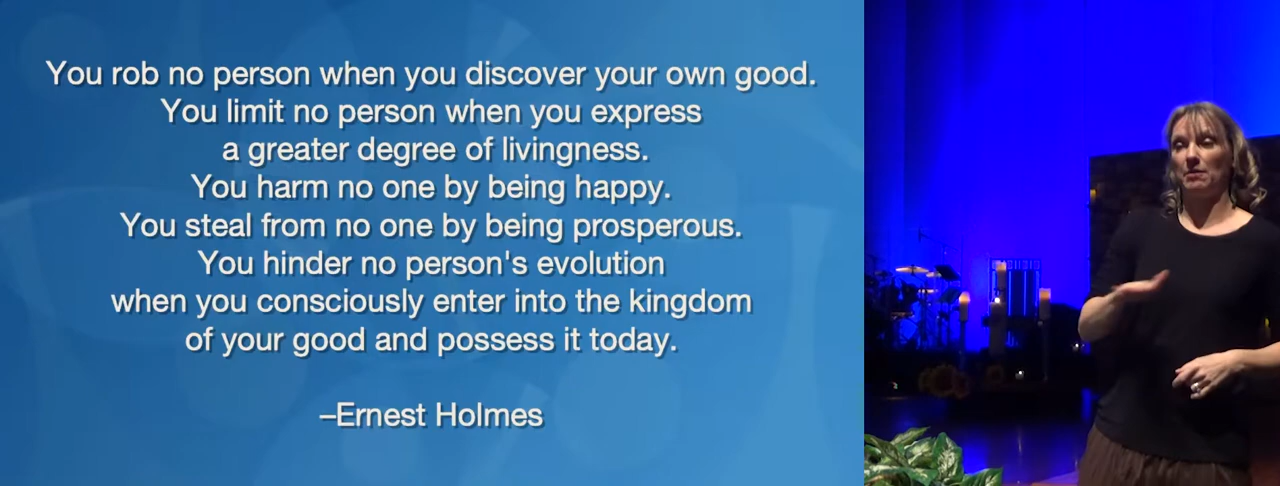 You rob no person when you discover your own good.
You limit no person when you express
a greater degree of livingness.
You harm no one by being happy.
You steal from no one by being prosperous.
You hinder no person's evolution
when you consciously enter into the kingdom
of your good and possess it today.
–Ernest Holmes